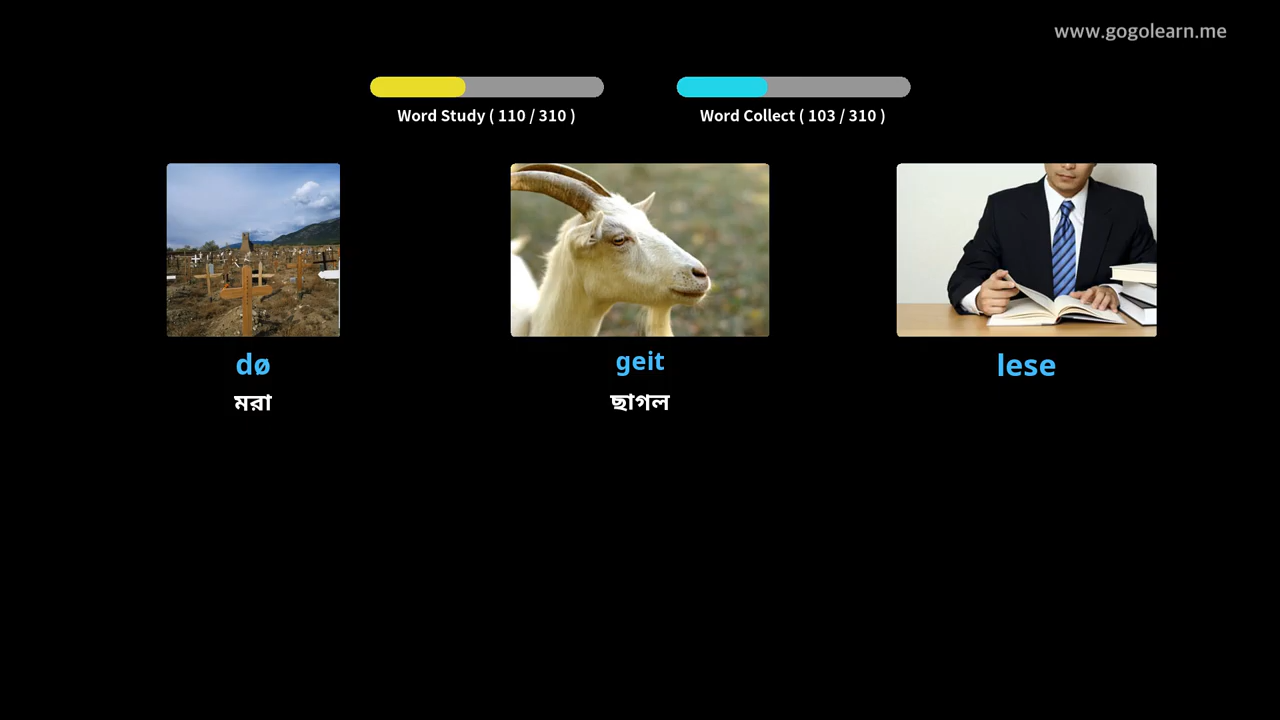 www.gogolearn.me
Word Study ( 110 / 310 )
Word Collect ( 103 / 310 )
dø
geit
lese
মরা
ছাগল